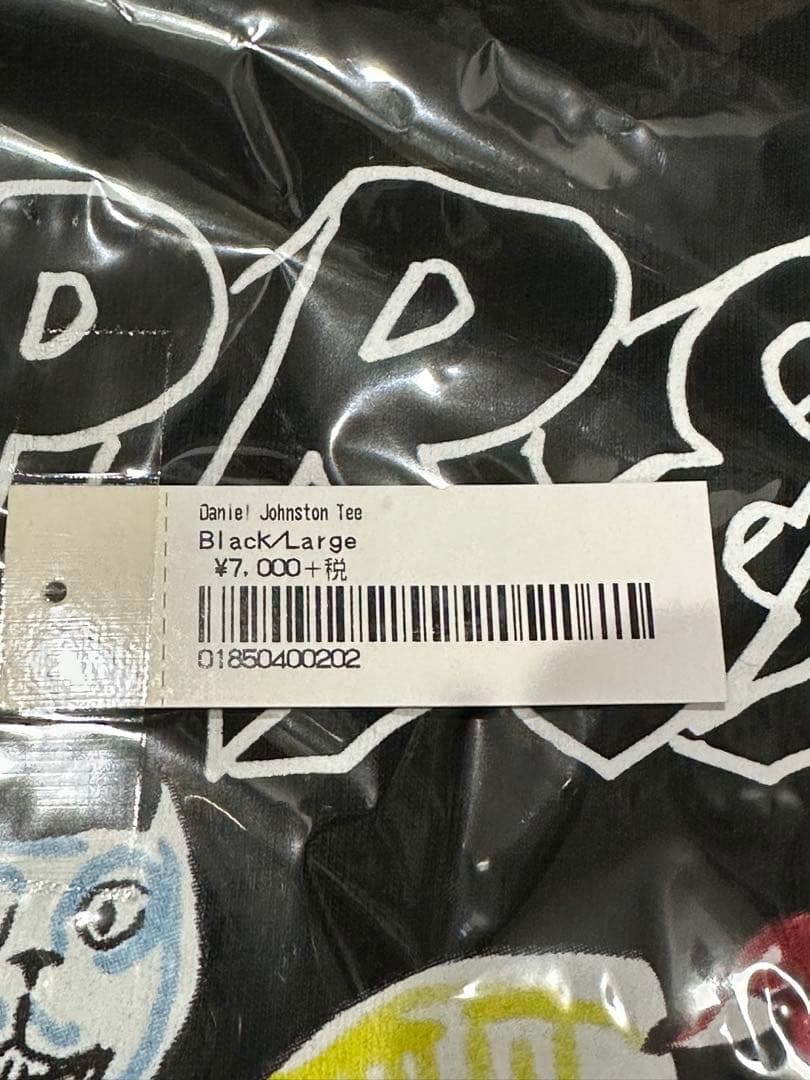 Daniel Johnston Tee
Black/Large
¥7,000+税
01850400202